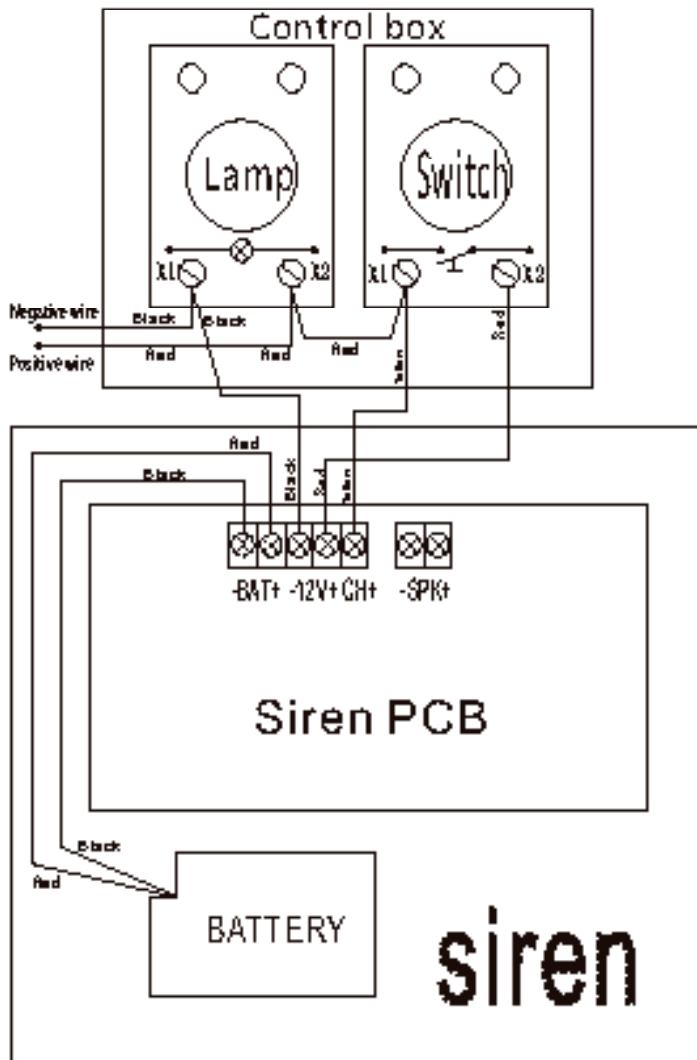 Control box
Lamp
Switch
X1
X2
X1
X2
Negative wire
Black
Black
Positive wire
Red
Red
Red
Red
Red
Black
Black
Red
-BAT+
-12V+
CH+
-SPK+
Siren PCB
Black
Red
BATTERY
siren